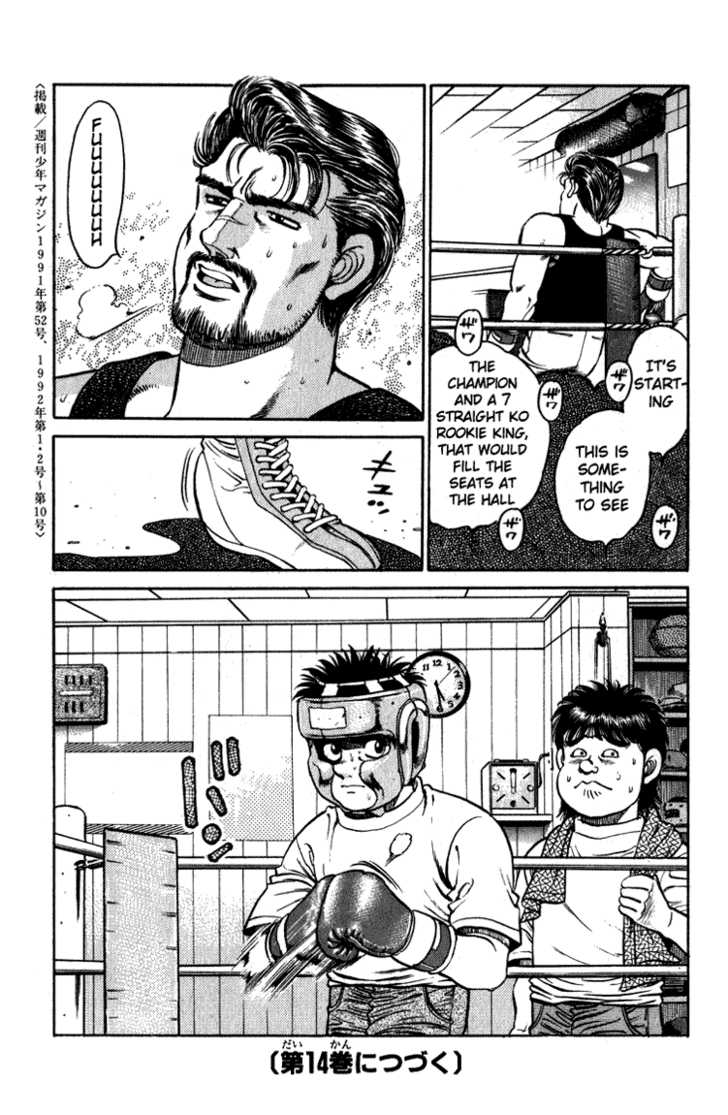 IT'S
START-
ING
THIS IS
SOME-
THING
TO SEE
THE
CHAMPION
AND A 7
STRAIGHT KO
ROOKIE KING,
THAT WOULD
FILL THE
SEATS AT
THE HALL
ザワ
ザワ
ザワ
ザワ
ザワ
FUUUUUUH
ギュッ
〈掲載/週刊少年マガジン1991年第52号、1992年第1・2号~第10号〉
(第14巻につづく)
だい かん